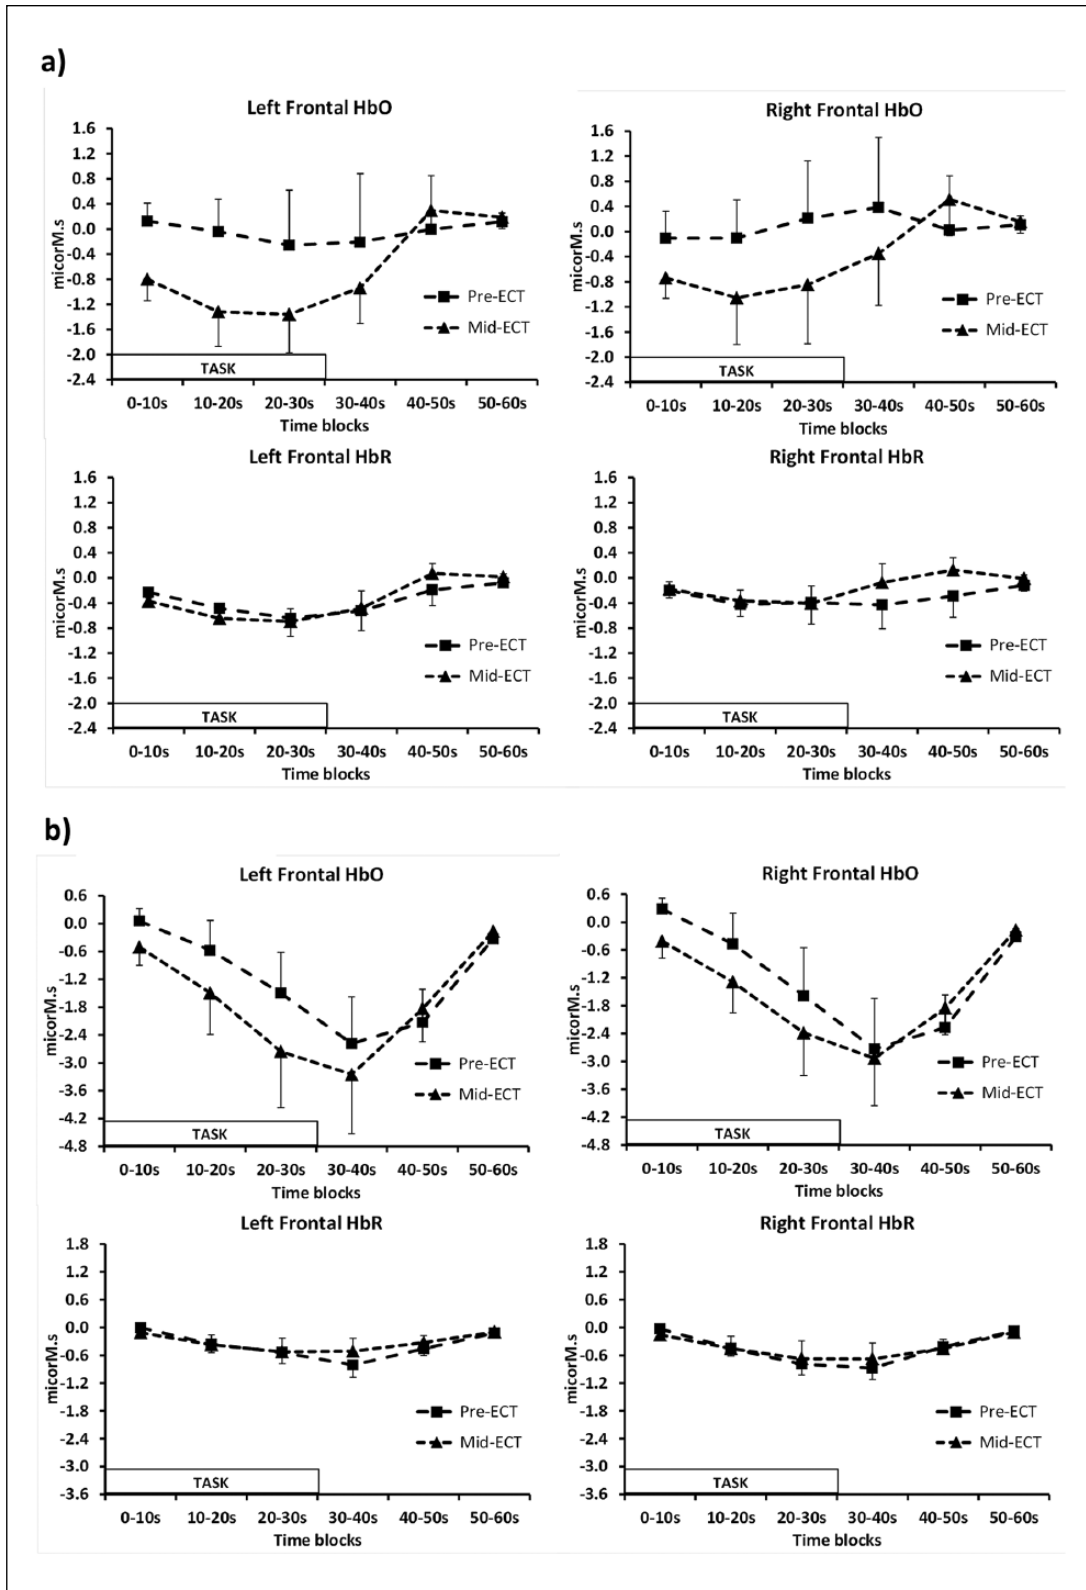 a)
Left Frontal HbO
1.6
1.2
0.8
0.4
0.0
-0.4
-0.8
-1.2
-1.6
-2.0
-2.4
micorM.s
Pre-ECT
Mid-ECT
TASK
0-10s 10-20s 20-30s 30-40s 40-50s 50-60s
Time blocks
Right Frontal HbO
1.6
1.2
0.8
0.4
0.0
-0.4
-0.8
-1.2
-1.6
-2.0
-2.4
micorM.s
Pre-ECT
Mid-ECT
TASK
0-10s 10-20s 20-30s 30-40s 40-50s 50-60s
Time blocks
Left Frontal HbR
1.6
1.2
0.8
0.4
0.0
-0.4
-0.8
-1.2
-1.6
-2.0
-2.4
micorM.s
Pre-ECT
Mid-ECT
TASK
0-10s 10-20s 20-30s 30-40s 40-50s 50-60s
Time blocks
Right Frontal HbR
1.6
1.2
0.8
0.4
0.0
-0.4
-0.8
-1.2
-1.6
-2.0
-2.4
micorM.s
Pre-ECT
Mid-ECT
TASK
0-10s 10-20s 20-30s 30-40s 40-50s 50-60s
Time blocks
b)
Left Frontal HbO
0.6
0.0
-0.6
-1.2
-1.8
-2.4
-3.0
-3.6
-4.2
-4.8
micorM.s
Pre-ECT
Mid-ECT
TASK
0-10s 10-20s 20-30s 30-40s 40-50s 50-60s
Time blocks
Right Frontal HbO
0.6
0.0
-0.6
-1.2
-1.8
-2.4
-3.0
-3.6
-4.2
-4.8
micorM.s
Pre-ECT
Mid-ECT
TASK
0-10s 10-20s 20-30s 30-40s 40-50s 50-60s
Time blocks
Left Frontal HbR
1.8
1.2
0.6
0.0
-0.6
-1.2
-1.8
-2.4
-3.0
-3.6
micorM.s
Pre-ECT
Mid-ECT
TASK
0-10s 10-20s 20-30s 30-40s 40-50s 50-60s
Time blocks
Right Frontal HbR
1.8
1.2
0.6
0.0
-0.6
-1.2
-1.8
-2.4
-3.0
-3.6
micorM.s
Pre-ECT
Mid-ECT
TASK
0-10s 10-20s 20-30s 30-40s 40-50s 50-60s
Time blocks